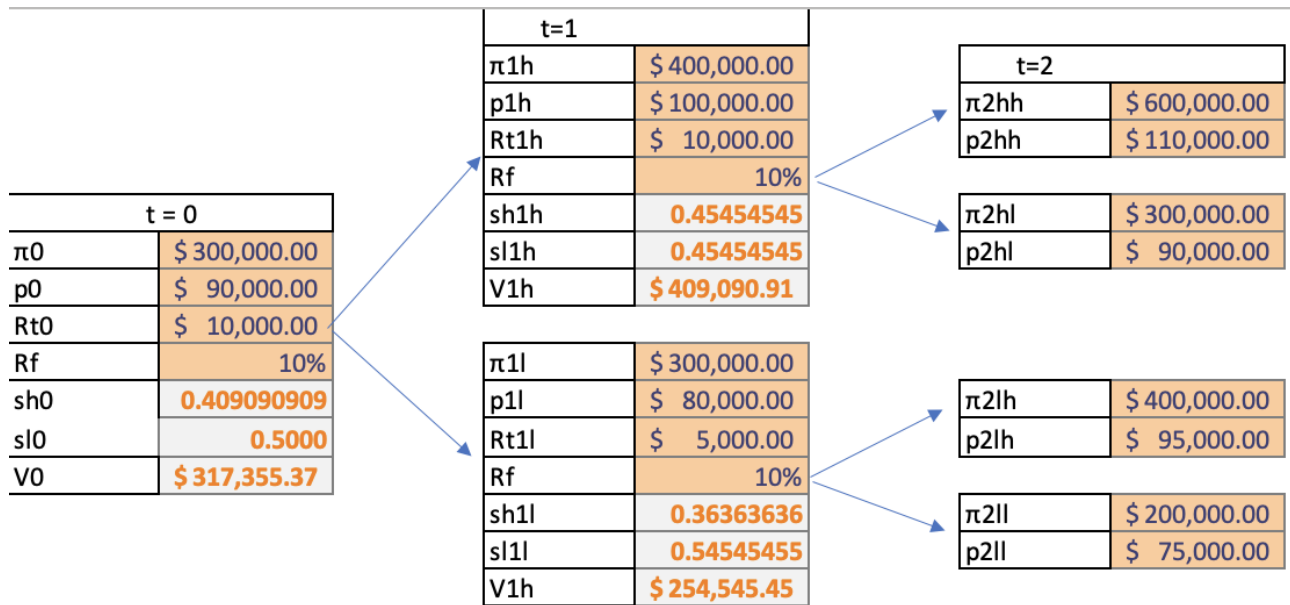 t = 0
π0 $ 300,000.00
p0 $ 90,000.00
Rt0 $ 10,000.00
Rf 10%
sh0 0.409090909
sl0 0.5000
V0 $ 317,355.37
t=1
π1h $ 400,000.00
p1h $ 100,000.00
Rt1h $ 10,000.00
Rf 10%
sh1h 0.45454545
sl1h 0.45454545
V1h $ 409,090.91
π1l $ 300,000.00
p1l $ 80,000.00
Rt1l $ 5,000.00
Rf 10%
sh1l 0.36363636
sl1l 0.54545455
V1h $ 254,545.45
t=2
π2hh $ 600,000.00
p2hh $ 110,000.00
π2hl $ 300,000.00
p2hl $ 90,000.00
π2lh $ 400,000.00
p2lh $ 95,000.00
π2ll $ 200,000.00
p2ll $ 75,000.00